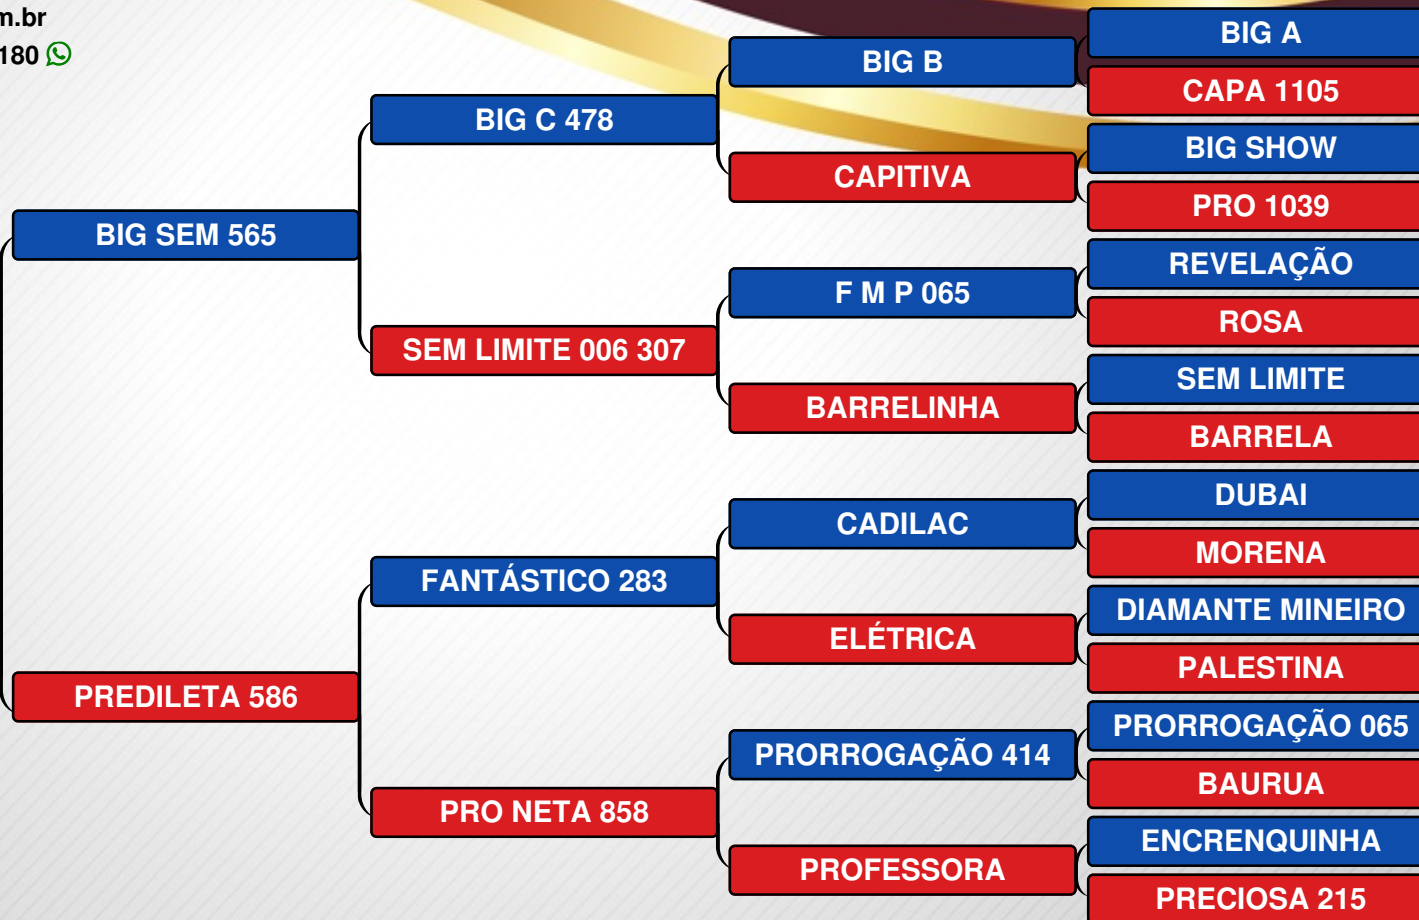 m.br
180
BIG SEM 565
PREDILETA 586
BIG C 478
SEM LIMITE 006 307
FANTÁSTICO 283
PRO NETA 858
BIG B
CAPITIVA
F M P 065
BARRELINHA
CADILAC
ELÉTRICA
PRORROGAÇÃO 414
PROFESSORA
BIG A
CAPA 1105
BIG SHOW
PRO 1039
REVELAÇÃO
ROSA
SEM LIMITE
BARRELA
DUBAI
MORENA
DIAMANTE MINEIRO
PALESTINA
PRORROGAÇÃO 065
BAURUA
ENCRENQUINHA
PRECIOSA 215